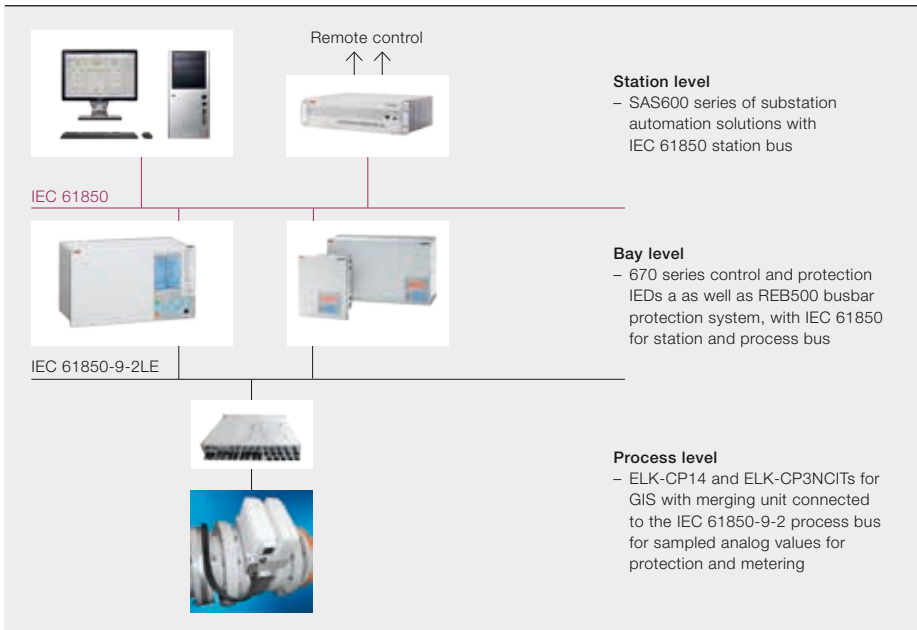 Remote control
Station level
– SAS600 series of substation
automation solutions with
IEC 61850 station bus
IEC 61850
Bay level
– 670 series control and protection
IEDs a as well as REB500 busbar
protection system, with IEC 61850
for station and process bus
IEC 61850-9-2LE
Process level
– ELK-CP14 and ELK-CP3NCITs for
GIS with merging unit connected
to the IEC 61850-9-2 process bus
for sampled analog values for
protection and metering